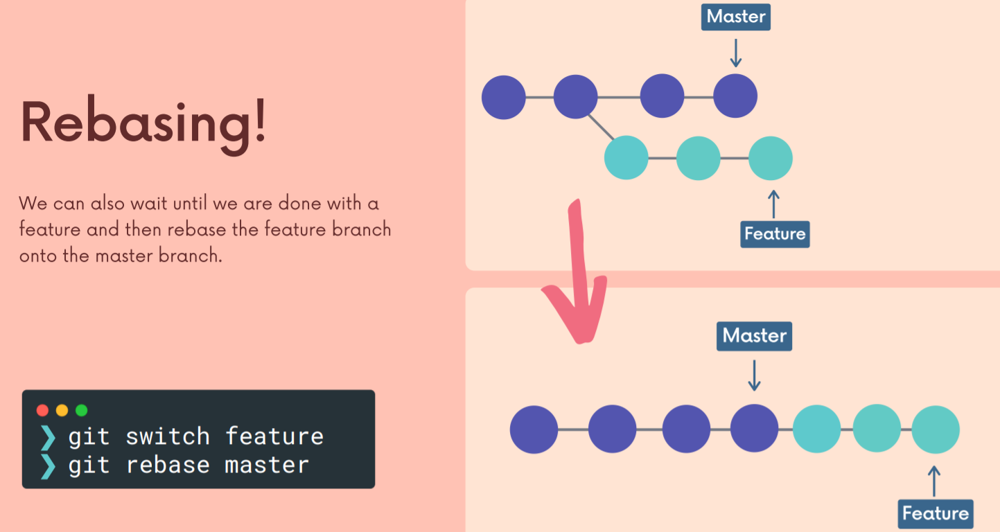 Rebasing!
We can also wait until we are done with a
feature and then rebase the feature branch
onto the master branch.
❯ git switch feature
❯ git rebase master
Master
Feature
Master
Feature